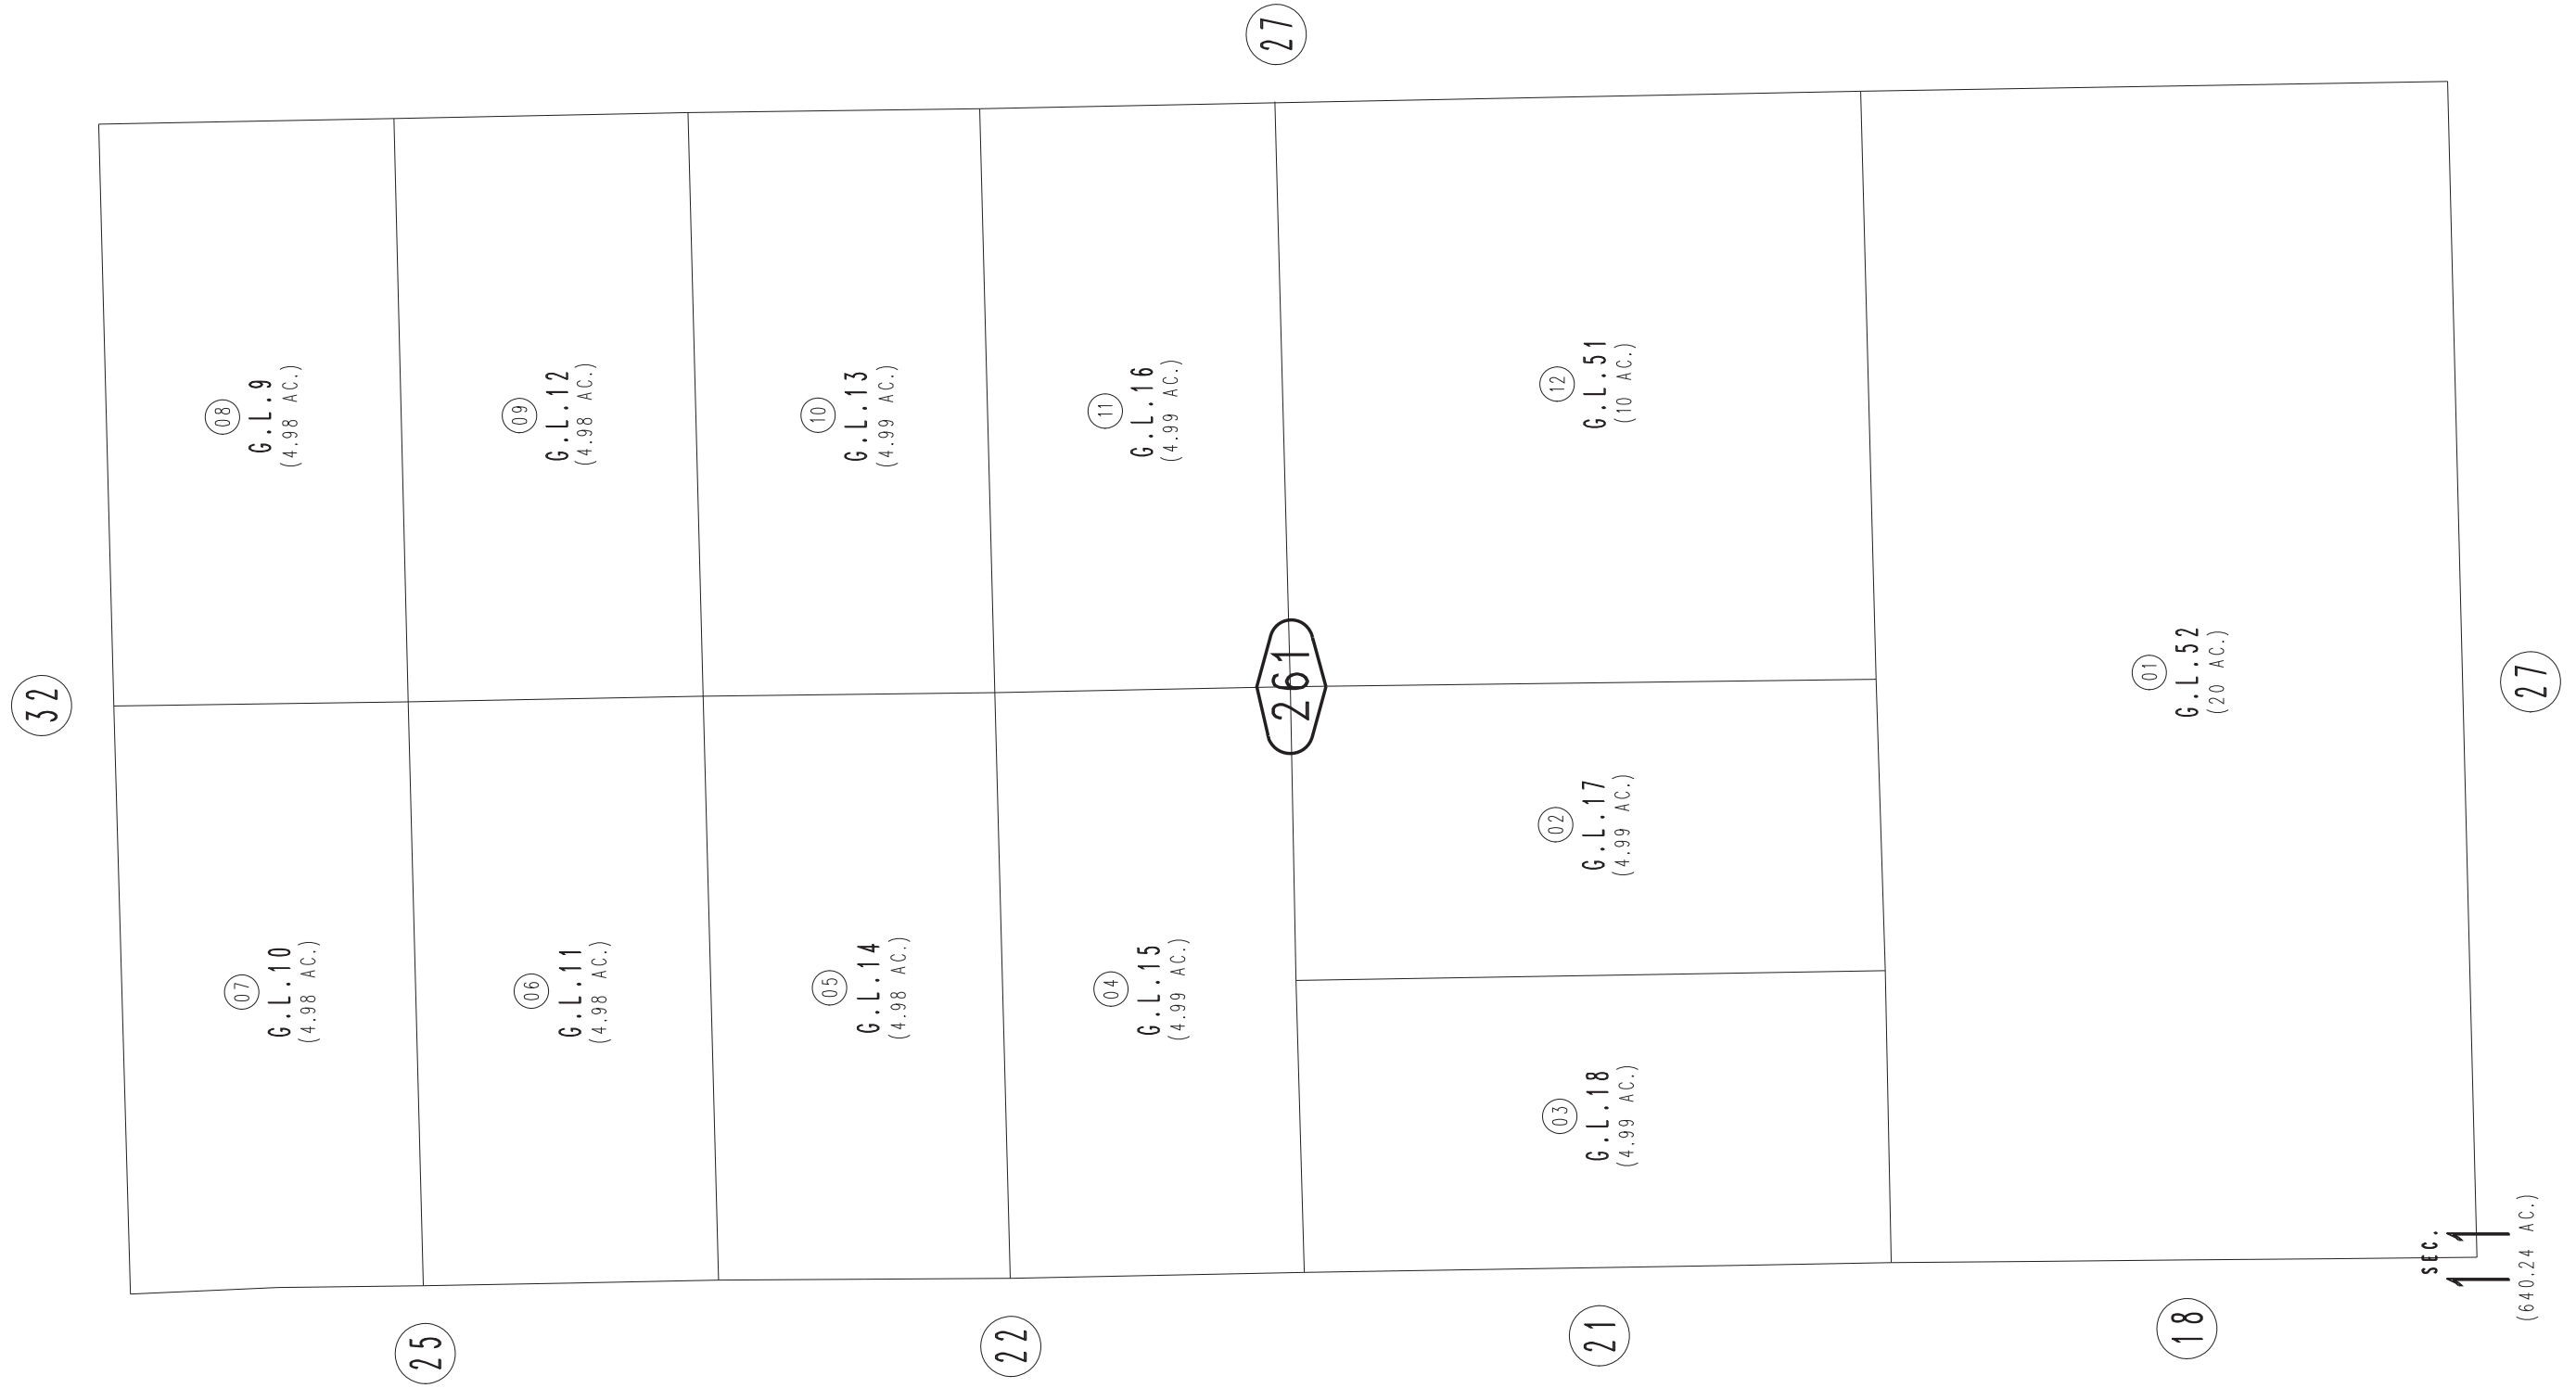 27
32
08
G.L.9
(4.98 AC.)
09
G.L.12
(4.98 AC.)
10
G.L.13
(4.99 AC.)
11
G.L.16
(4.99 AC.)
12
G.L.51
(10 AC.)
261
01
G.L.52
(20 AC.)
27
02
G.L.17
(4.99 AC.)
07
G.L.10
(4.98 AC.)
06
G.L.11
(4.98 AC.)
05
G.L.14
(4.98 AC.)
04
G.L.15
(4.99 AC.)
03
G.L.18
(4.99 AC.)
SEC.
11
(640.24 AC.)
25
22
21
18